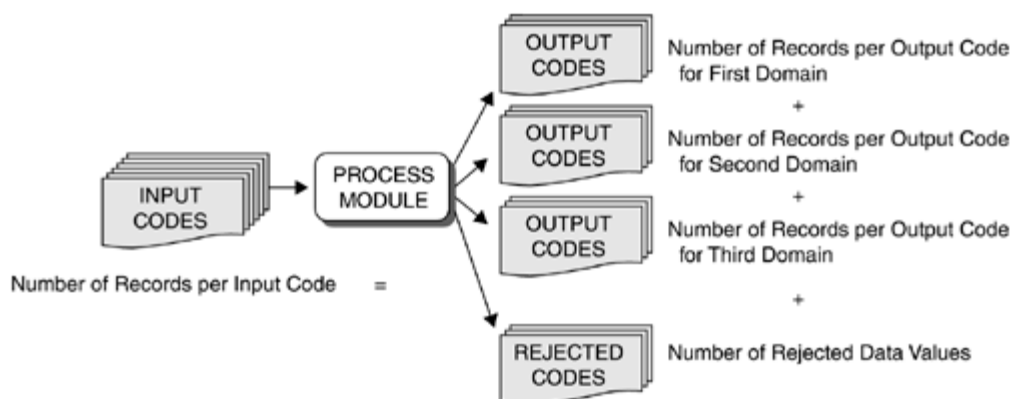 OUTPUT
CODES
Number of Records per Output Code
for First Domain
+
OUTPUT
CODES
Number of Records per Output Code
for Second Domain
+
INPUT
CODES
PROCESS
MODULE
OUTPUT
CODES
Number of Records per Output Code
for Third Domain
Number of Records per Input Code =
+
REJECTED
CODES
Number of Rejected Data Values